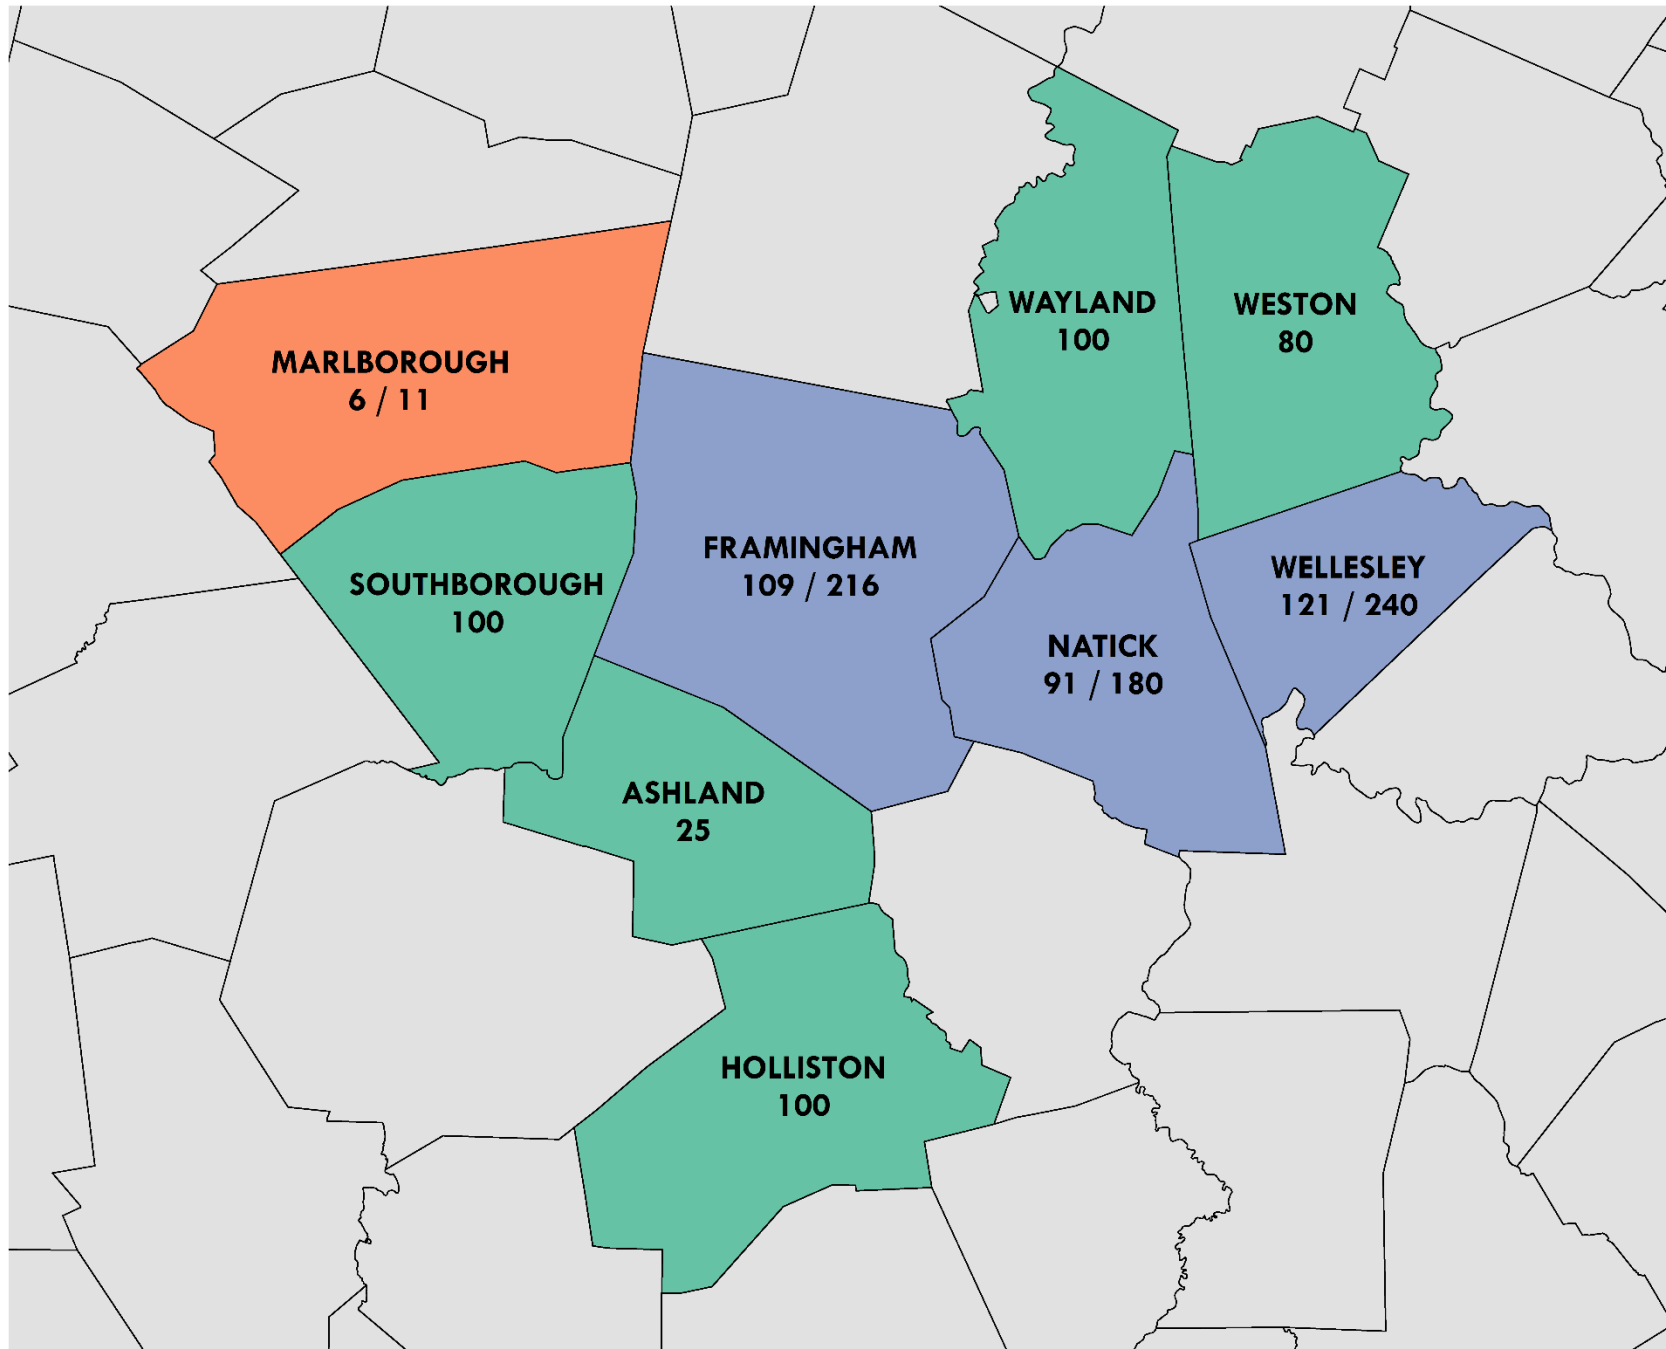 WAYLAND
100
WESTON
80
MARLBOROUGH
6 / 11
FRAMINGHAM
109 / 216
SOUTHBOROUGH
100
WELLESLEY
121 / 240
NATICK
91 / 180
ASHLAND
25
HOLLISTON
100